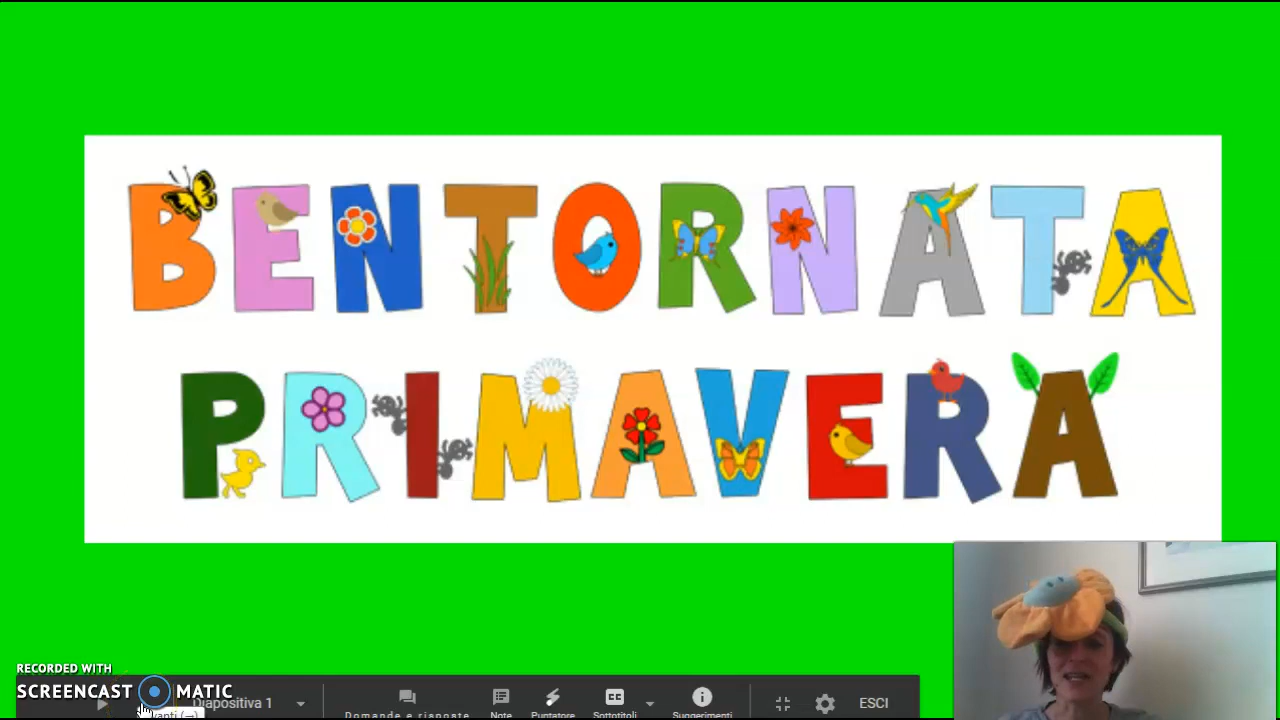 BENTORNATA
PRIMAVERA
RECORDED WITH
SCREENCAST MATIC
Diapositiva 1
Domande e risposte
Note
Puntatore
Sottotitoli
Suggerimenti
ESCI